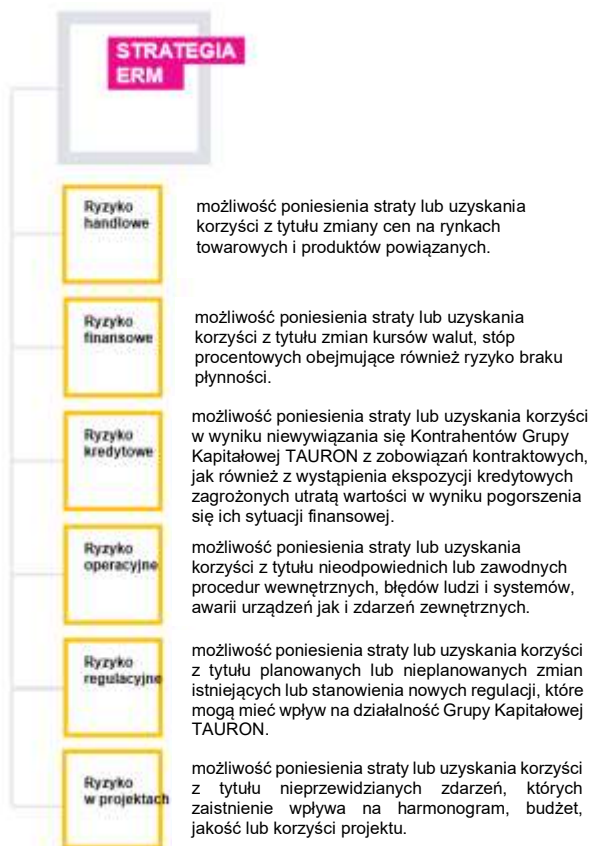 STRATEGIA
ERM
Ryzyko
handlowe
możliwość poniesienia straty lub uzyskania
korzyści z tytułu zmiany cen na rynkach
towarowych i produktów powiązanych.
Ryzyko
finansowe
możliwość poniesienia straty lub uzyskania
korzyści z tytułu zmian kursów walut, stóp
procentowych obejmujące również ryzyko braku
płynności.
Ryzyko
kredytowe
możliwość poniesienia straty lub uzyskania korzyści
w wyniku niewywiązania się Kontrahentów Grupy
Kapitałowej TAURON z zobowiązań kontraktowych,
jak również z wystąpienia ekspozycji kredytowych
zagrożonych utratą wartości w wyniku pogorszenia
się ich sytuacji finansowej.
Ryzyko
operacyjne
możliwość poniesienia straty lub uzyskania
korzyści z tytułu nieodpowiednich lub zawodnych
procedur wewnętrznych, błędów ludzi i systemów,
awarii urządzeń jak i zdarzeń zewnętrznych.
Ryzyko
regulacyjne
możliwość poniesienia straty lub uzyskania korzyści
z tytułu planowanych lub nieplanowanych zmian
istniejących lub stanowienia nowych regulacji, które
mogą mieć wpływ na działalność Grupy Kapitałowej
TAURON.
Ryzyko
w projektach
możliwość poniesienia straty lub uzyskania korzyści
z tytułu nieprzewidzianych zdarzeń, których
zaistnienie wpływa na harmonogram, budżet,
jakość lub korzyści projektu.